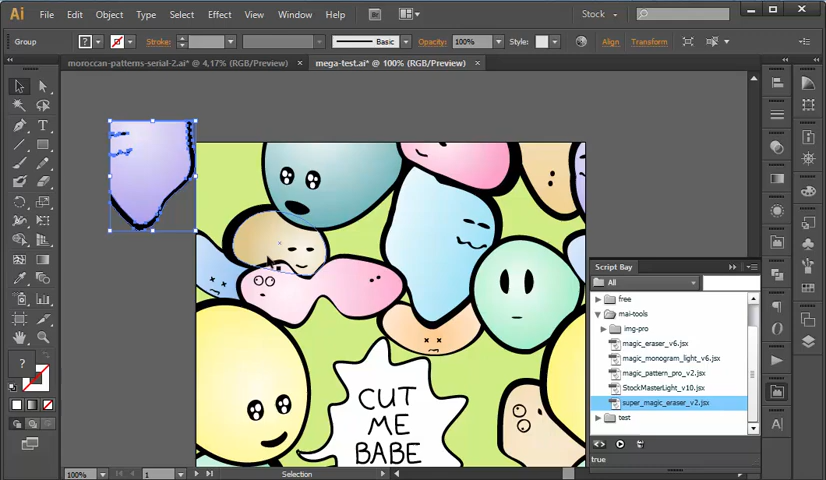 Ai File Edit Object Type Select Effect View Window Help Br Stock
Group ? Stroke: Basic Opacity: 100% Style: Align Transform
moroccan-patterns-serial-2.ai* @ 4,17% (RGB/Preview) × mega-test.ai* @ 100% (RGB/Preview) ×
Script Bay
All
free
mai-tools
img-pro
magic_eraser_v6.jsx
magic_monogram_light_v6.jsx
magic_pattern_pro_v2.jsx
StockMasterLight_v10.jsx
super_magic_eraser_v2.jsx
test
true
CUT
ME
BABE
?
100% 1 Selection